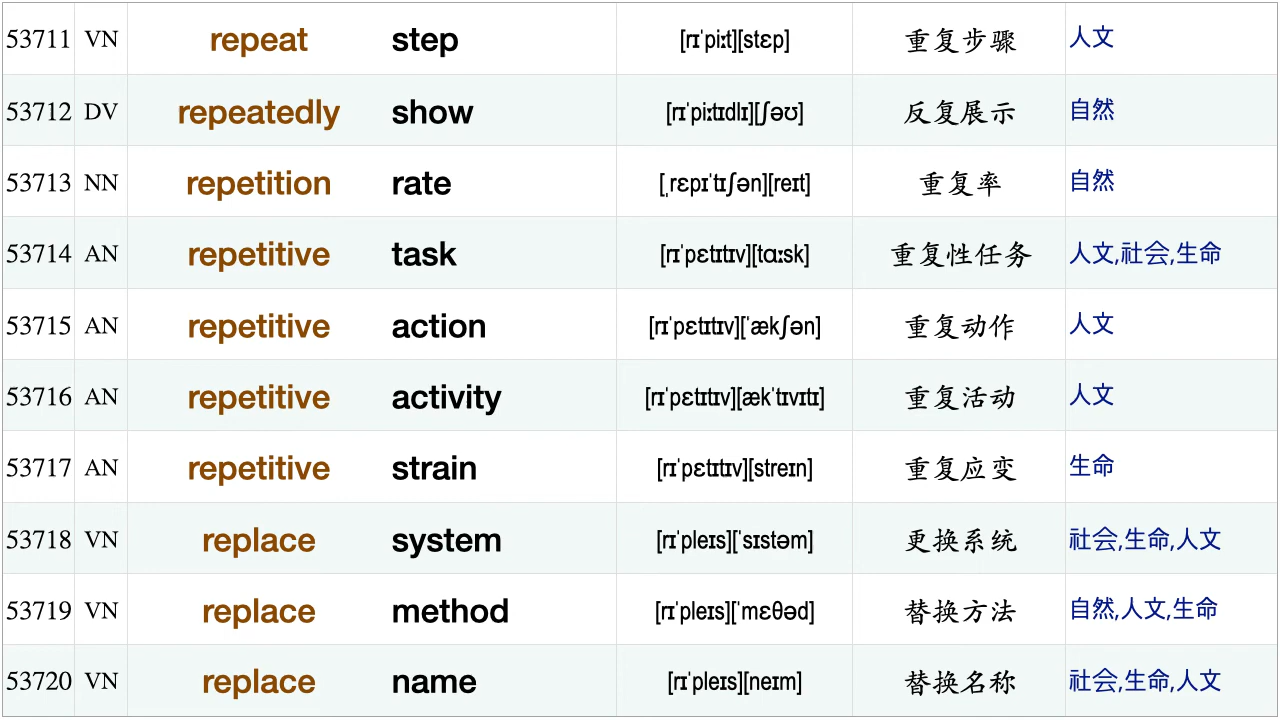 53711 VN repeat step [rɪˈpiːt][stɛp] 重复步骤 人文
53712 DV repeatedly show [rɪˈpiːtɪdlɪ][ʃəʊ] 反复展示 自然
53713 NN repetition rate [ˌrɛpɪˈtɪʃən][reɪt] 重复率 自然
53714 AN repetitive task [rɪˈpɛtɪtɪv][tɑːsk] 重复性任务 人文,社会,生命
53715 AN repetitive action [rɪˈpɛtɪtɪv][ˈækʃən] 重复动作 人文
53716 AN repetitive activity [rɪˈpɛtɪtɪv][ækˈtɪvɪtɪ] 重复活动 人文
53717 AN repetitive strain [rɪˈpɛtɪtɪv][streɪn] 重复应变 生命
53718 VN replace system [rɪˈpleɪs][ˈsɪstəm] 更换系统 社会,生命,人文
53719 VN replace method [rɪˈpleɪs][ˈmɛθəd] 替换方法 自然,人文,生命
53720 VN replace name [rɪˈpleɪs][neɪm] 替换名称 社会,生命,人文